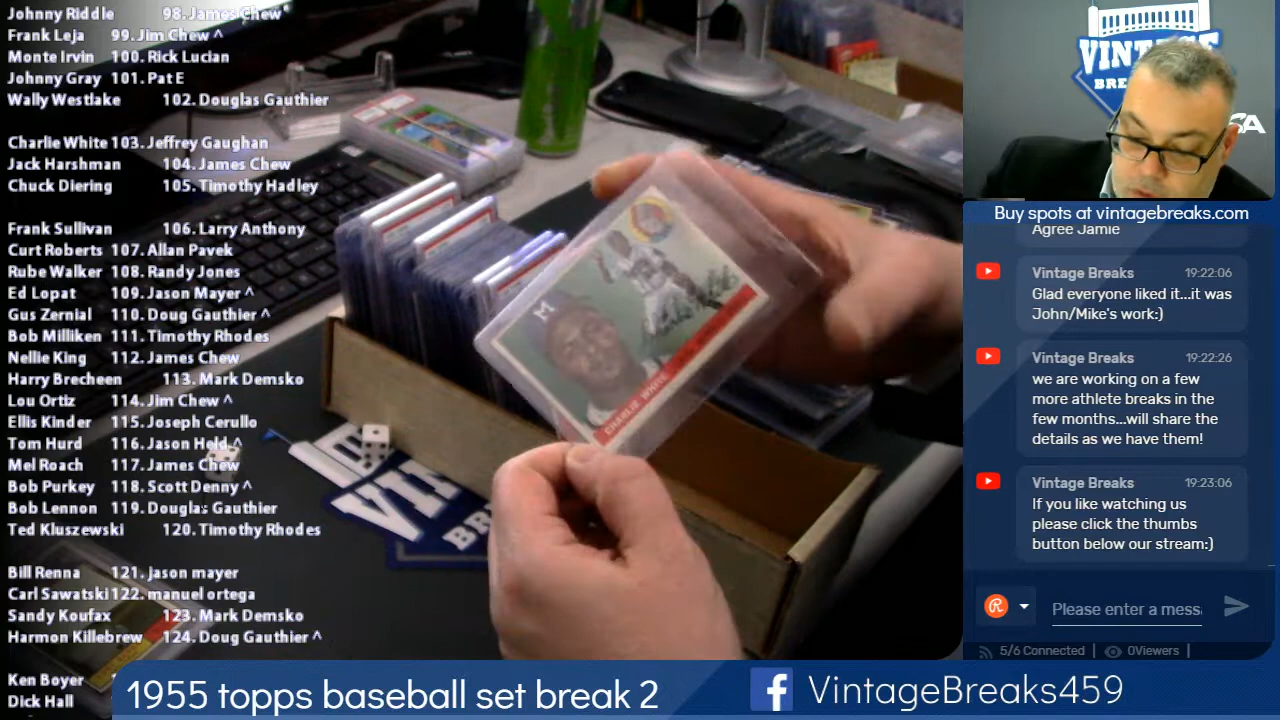 Johnny Riddle 98. James Chew^
Frank Leja 99. Jim Chew ^
Monte Irvin 100. Rick Lucian
Johnny Gray 101. Pat E
Wally Westlake 102. Douglas Gauthier
Charlie White 103. Jeffrey Gaughan
Jack Harshman 104. James Chew
Chuck Diering 105. Timothy Hadley
Frank Sullivan 106. Larry Anthony
Curt Roberts 107. Allan Pavek
Rube Walker 108. Randy Jones
Ed Lopat 109. Jason Mayer ^
Gus Zernial 110. Doug Gauthier ^
Bob Milliken 111. Timothy Rhodes
Nellie King 112. James Chew
Harry Brecheen 113. Mark Demsko
Lou Ortiz 114. Jim Chew ^
Ellis Kinder 115. Joseph Cerullo
Tom Hurd 116. Jason Held ^
Mel Roach 117. James Chew
Bob Purkey 118. Scott Denny ^
Bob Lennon 119. Douglas Gauthier
Ted Kluszewski 120. Timothy Rhodes
Bill Renna 121. jason mayer
Carl Sawatski 122. manuel ortega
Sandy Koufax 123. Mark Demsko
Harmon Killebrew 124. Doug Gauthier ^
Ken Boyer
Dick Hall
M
CHARLIE WHITE
VIN
BR
VINTAGE
BRE
SA
Buy spots at vintagebreaks.com
Agree Jamie
Vintage Breaks 19:22:06
Glad everyone liked it...it was
John/Mike's work:)
Vintage Breaks 19:22:26
we are working on a few
more athlete breaks in the
few months...will share the
details as we have them!
Vintage Breaks 19:23:06
If you like watching us
please click the thumbs
button below our stream:)
Please enter a messa
5/6 Connected | 0Viewers |
1955 topps baseball set break 2
f VintageBreaks459